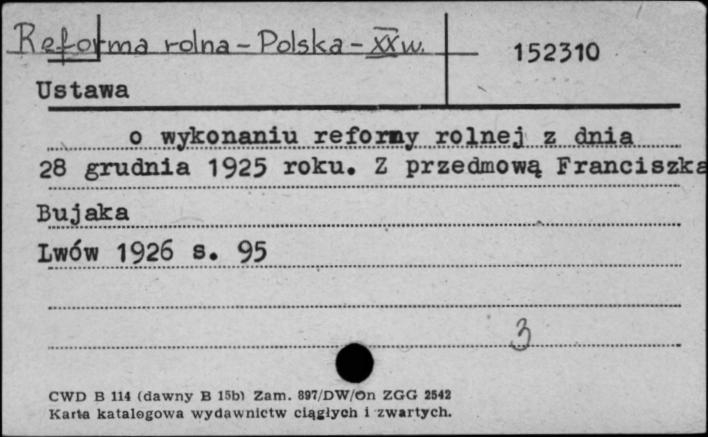 Reforma rolna - Polska - XX w.
152310
Ustawa
o wykonaniu reformy rolnej z dnia
28 grudnia 1925 roku. Z przedmową Franciszka
Bujaka
Lwów 1926 s. 95
3
CWD B 114 (dawny B 15b) Zam. 897/DW/On ZGG 2542
Karta katalogowa wydawnictw ciągłych i zwartych.